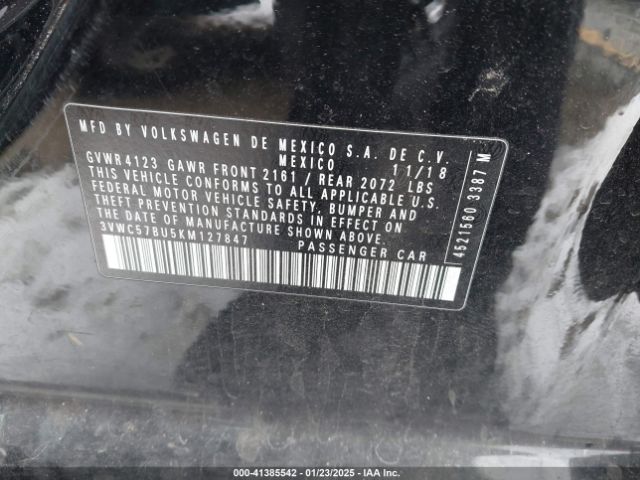 MFD BY VOLKSWAGEN DE MEXICO S.A. DE C.V.
MEXICO 11/18
GVWR 4123 GAWR FRONT 2161 / REAR 2072 LBS
THIS VEHICLE CONFORMS TO ALL APPLICABLE U.S.
FEDERAL MOTOR VEHICLE SAFETY, BUMPER AND
THEFT PREVENTION STANDARDS IN EFFECT ON
THE DATE OF MANUFACTURE SHOWN ABOVE.
3VWC57BU5KM127847 PASSENGER CAR
4521560 3387 M
000-41385542 - 01/23/2025 - IAA Inc.